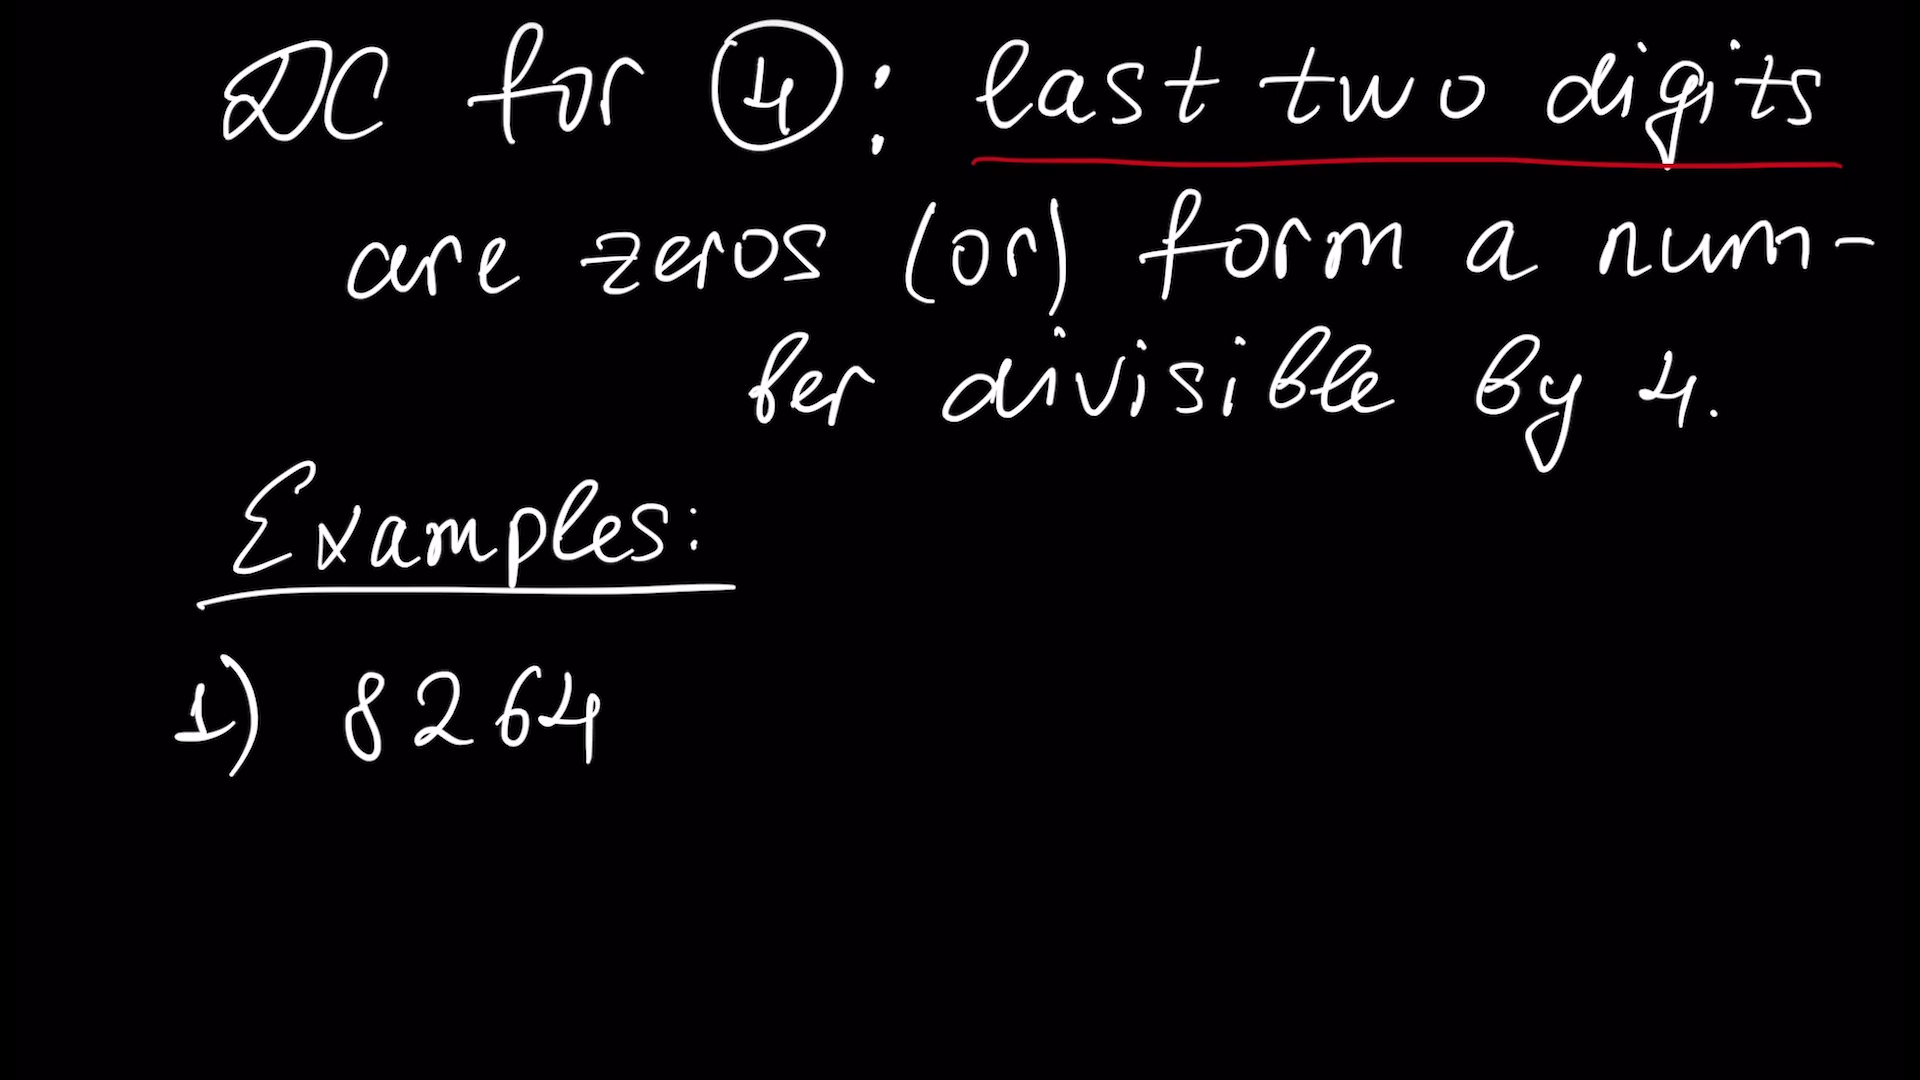 DC for 4: last two digits
are zeros (or) form a num-
ber divisible by 4.
Examples:
1) 8264